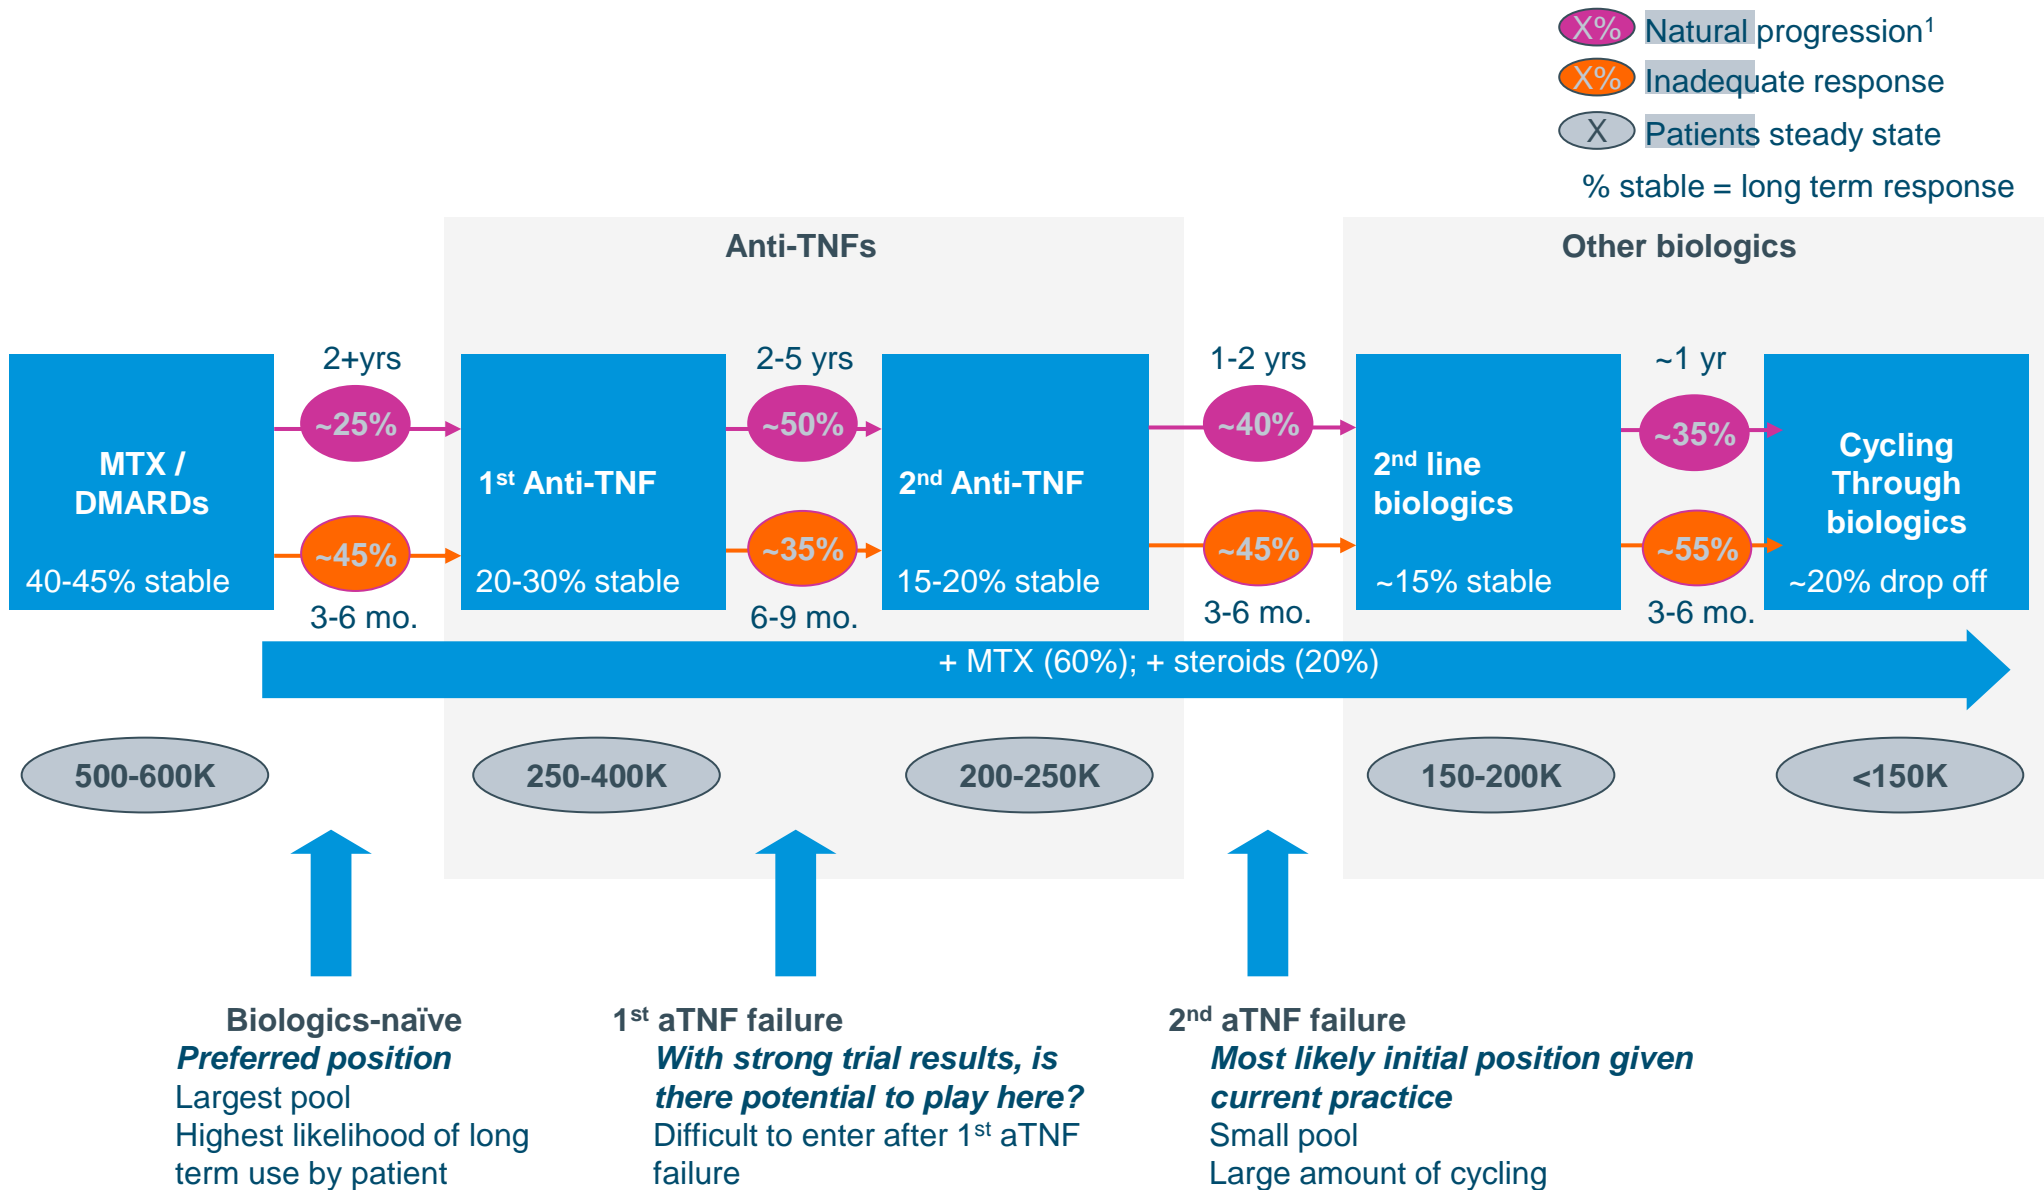 X% Natural progression¹
X% Inadequate response
X Patients steady state
% stable = long term response
Anti-TNFs
Other biologics
2+yrs
2-5 yrs
1-2 yrs
~1 yr
~25%
~50%
~40%
~35%
MTX /
DMARDs
40-45% stable
1st Anti-TNF
20-30% stable
2nd Anti-TNF
15-20% stable
2nd line
biologics
~15% stable
Cycling
Through
biologics
~20% drop off
~45%
~35%
~45%
~55%
3-6 mo.
6-9 mo.
3-6 mo.
3-6 mo.
+ MTX (60%); + steroids (20%)
500-600K
250-400K
200-250K
150-200K
<150K
Biologics-naïve
Preferred position
Largest pool
Highest likelihood of long
term use by patient
1st aTNF failure
With strong trial results, is
there potential to play here?
Difficult to enter after 1st aTNF
failure
2nd aTNF failure
Most likely initial position given
current practice
Small pool
Large amount of cycling